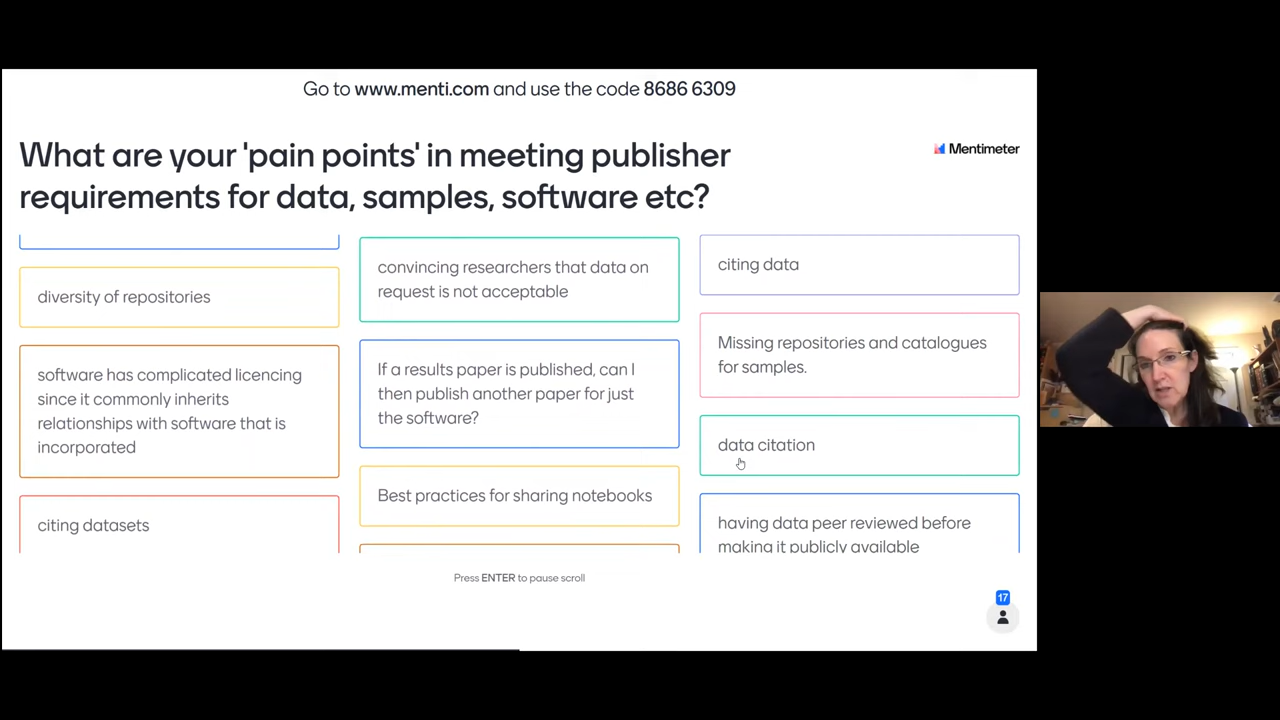 Go to www.menti.com and use the code 8686 6309
What are your 'pain points' in meeting publisher
requirements for data, samples, software etc?
Mentimeter
diversity of repositories
software has complicated licencing
since it commonly inherits
relationships with software that is
incorporated
citing datasets
convincing researchers that data on
request is not acceptable
If a results paper is published, can I
then publish another paper for just
the software?
Best practices for sharing notebooks
citing data
Missing repositories and catalogues
for samples.
data citation
having data peer reviewed before
making it publicly available
Press ENTER to pause scroll
17